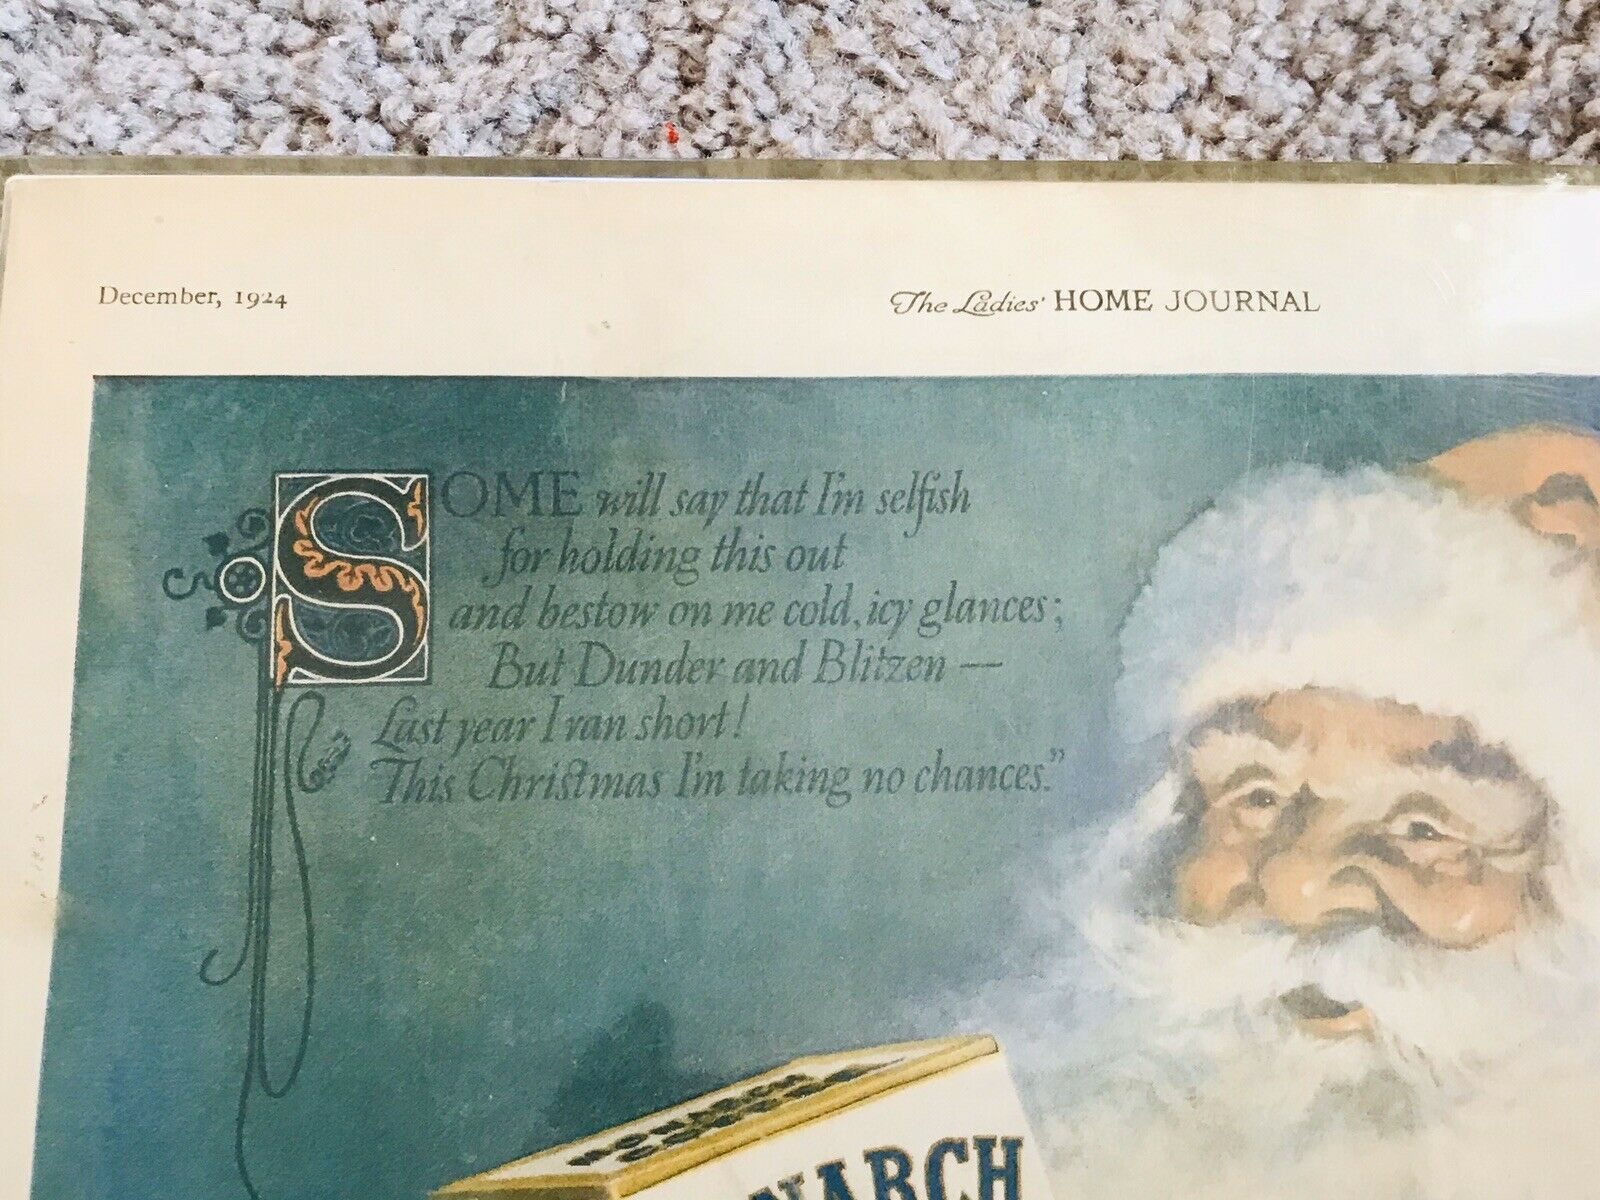 December, 1924
The Ladies' HOME JOURNAL
SOME will say that I'm selfish
for holding this out
and bestow on me cold, icy glances;
But Dunder and Blitzen —
Last year I ran short!
This Christmas I'm taking no chances."
NARCH